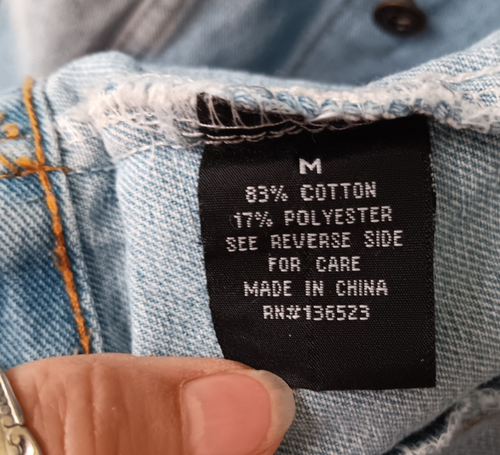 M
83% COTTON
17% POLYESTER
SEE REVERSE SIDE
FOR CARE
MADE IN CHINA
RN#136523